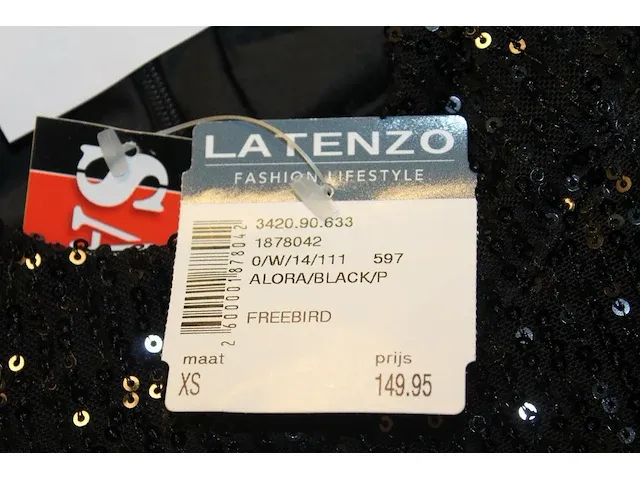 LATENZO
FASHION LIFESTYLE
3420.90.633
1878042
0/W/14/111 597
ALORA/BLACK/P
FREEBIRD
2600001878042
maat prijs
XS 149.95